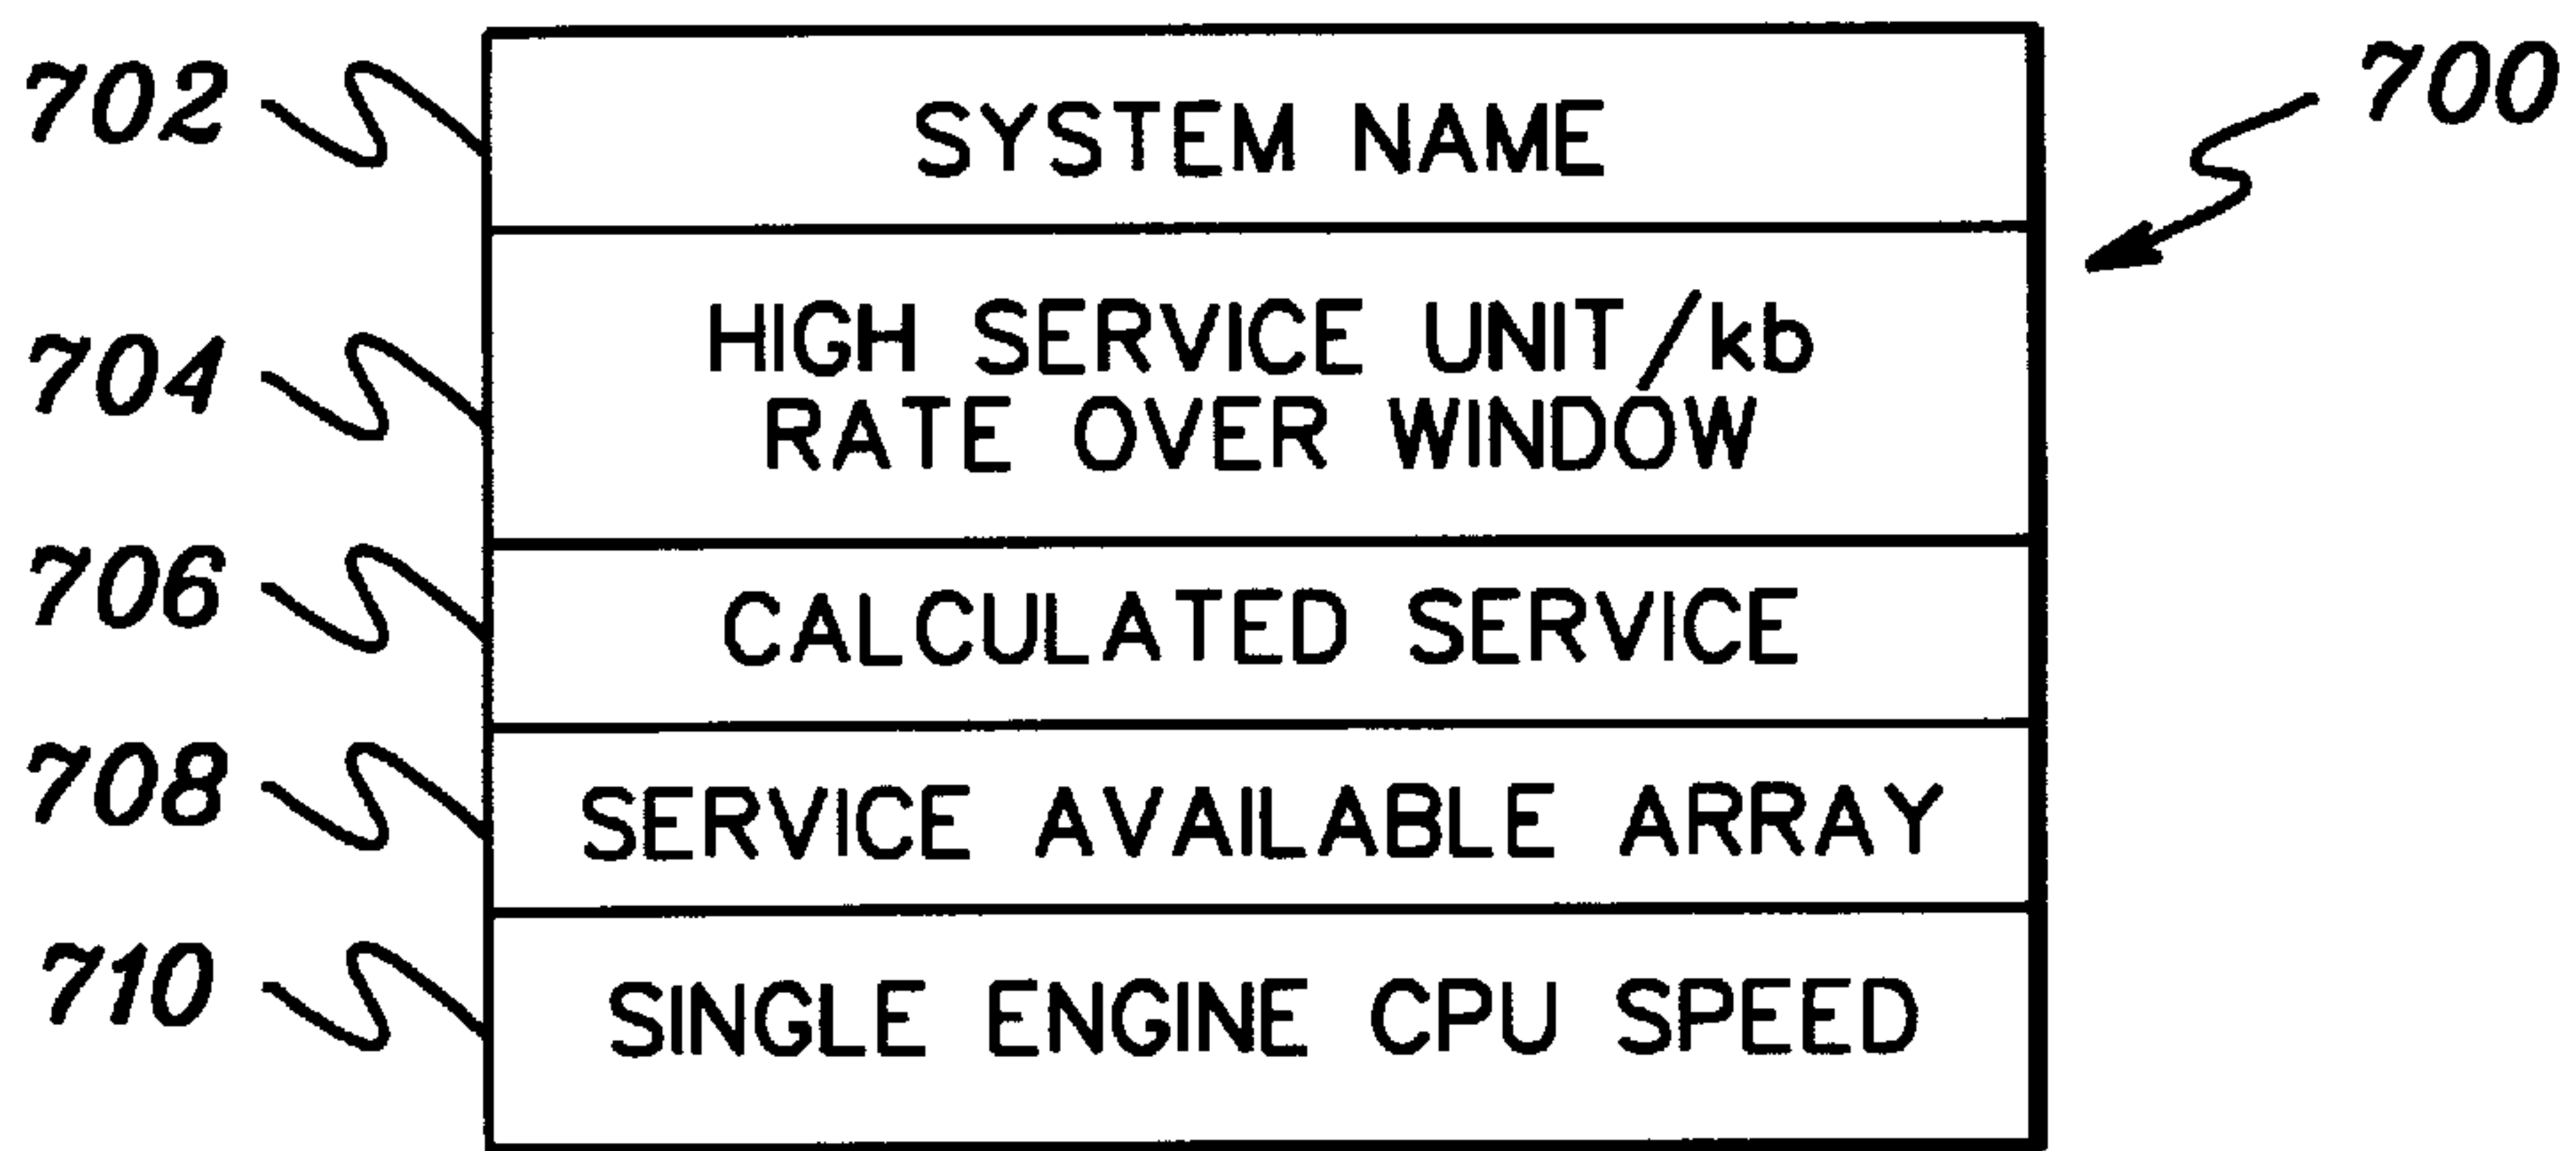 702 SYSTEM NAME 700
704 HIGH SERVICE UNIT/kb
RATE OVER WINDOW
706 CALCULATED SERVICE
708 SERVICE AVAILABLE ARRAY
710 SINGLE ENGINE CPU SPEED